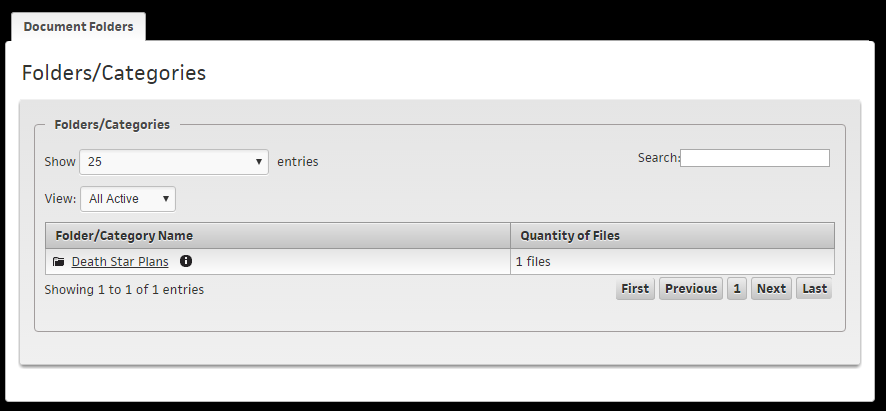 Document Folders
Folders/Categories
Folders/Categories
Show 25 entries Search:
View: All Active
Folder/Category Name Quantity of Files
Death Star Plans 1 files
Showing 1 to 1 of 1 entries First Previous 1 Next Last